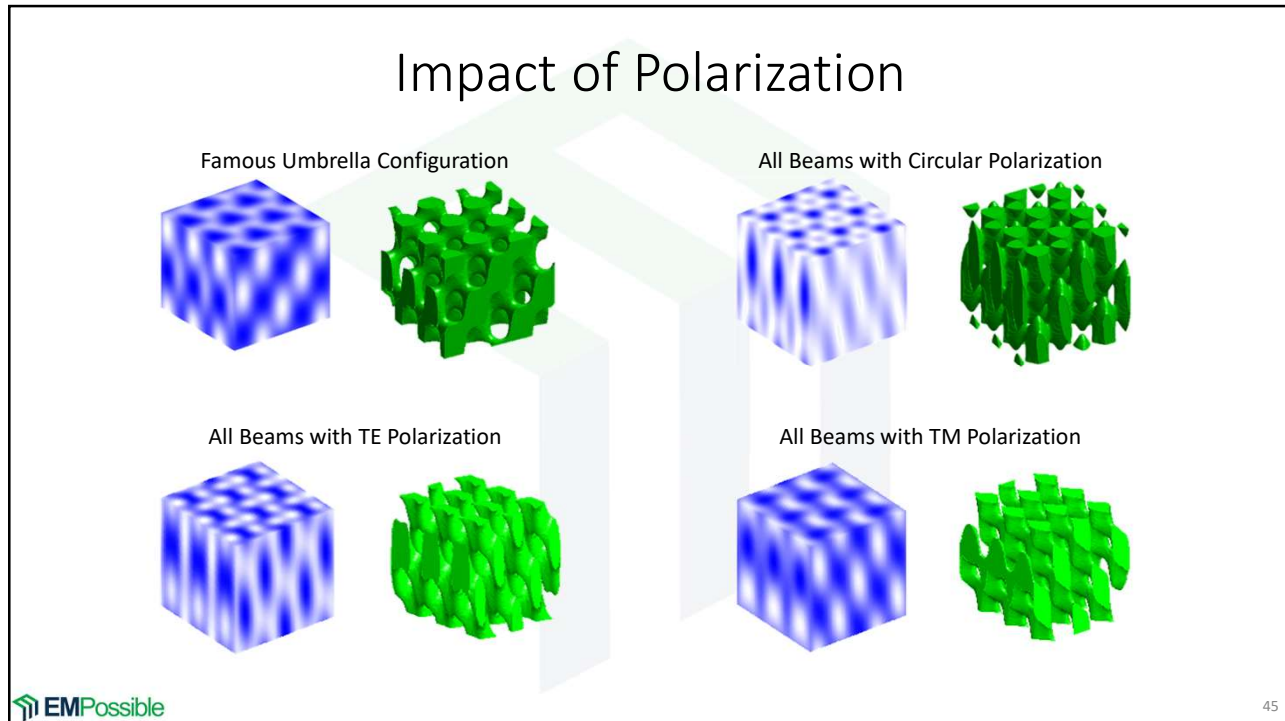 Impact of Polarization
Famous Umbrella Configuration
All Beams with Circular Polarization
All Beams with TE Polarization
All Beams with TM Polarization
EMPossible
45